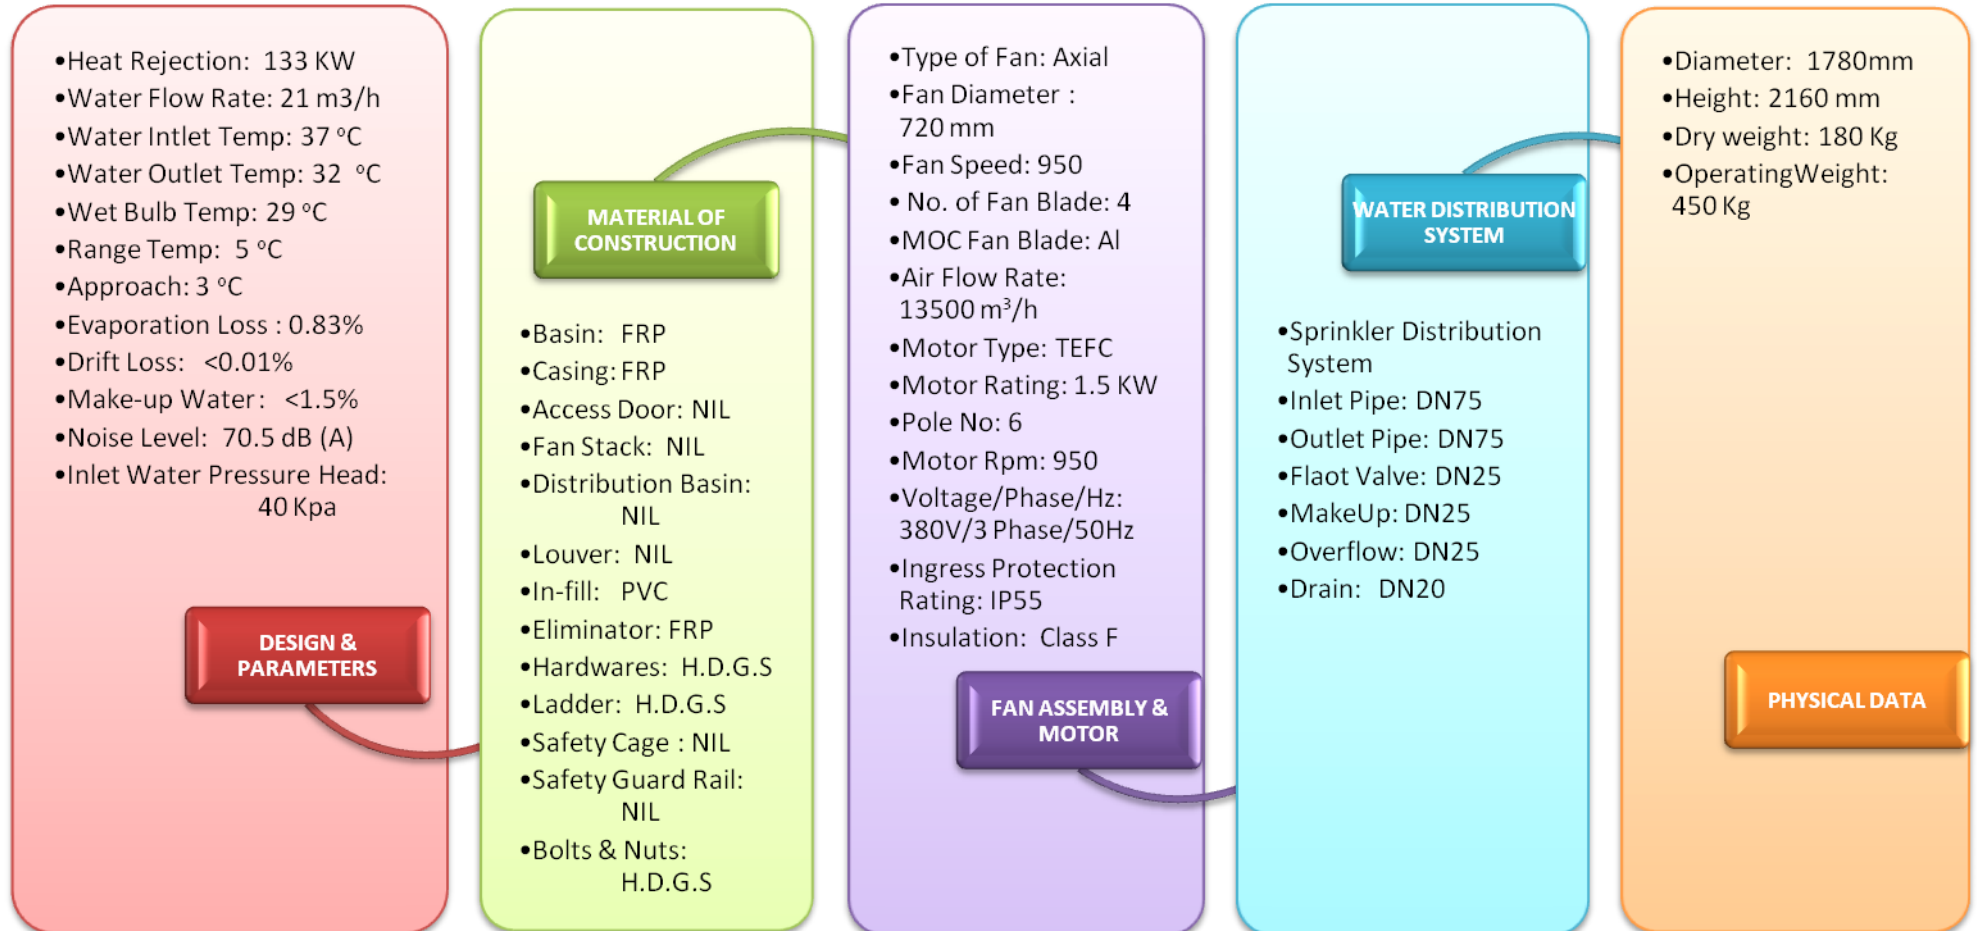 •Heat Rejection: 133 KW
•Water Flow Rate: 21 m3/h
•Water Intlet Temp: 37 °C
•Water Outlet Temp: 32 °C
•Wet Bulb Temp: 29 °C
•Range Temp: 5 °C
•Approach: 3 °C
•Evaporation Loss : 0.83%
•Drift Loss: <0.01%
•Make-up Water: <1.5%
•Noise Level: 70.5 dB (A)
•Inlet Water Pressure Head:
40 Kpa
DESIGN &
PARAMETERS
MATERIAL OF
CONSTRUCTION
•Basin: FRP
•Casing: FRP
•Access Door: NIL
•Fan Stack: NIL
•Distribution Basin:
NIL
•Louver: NIL
•In-fill: PVC
•Eliminator: FRP
•Hardwares: H.D.G.S
•Ladder: H.D.G.S
•Safety Cage : NIL
•Safety Guard Rail:
NIL
•Bolts & Nuts:
H.D.G.S
•Type of Fan: Axial
•Fan Diameter :
720 mm
•Fan Speed: 950
• No. of Fan Blade: 4
•MOC Fan Blade: Al
•Air Flow Rate:
13500 m³/h
•Motor Type: TEFC
•Motor Rating: 1.5 KW
•Pole No: 6
•Motor Rpm: 950
•Voltage/Phase/Hz:
380V/3 Phase/50Hz
•Ingress Protection
Rating: IP55
•Insulation: Class F
FAN ASSEMBLY &
MOTOR
WATER DISTRIBUTION
SYSTEM
•Sprinkler Distribution
System
•Inlet Pipe: DN75
•Outlet Pipe: DN75
•Flaot Valve: DN25
•MakeUp: DN25
•Overflow: DN25
•Drain: DN20
•Diameter: 1780mm
•Height: 2160 mm
•Dry weight: 180 Kg
•OperatingWeight:
450 Kg
PHYSICAL DATA